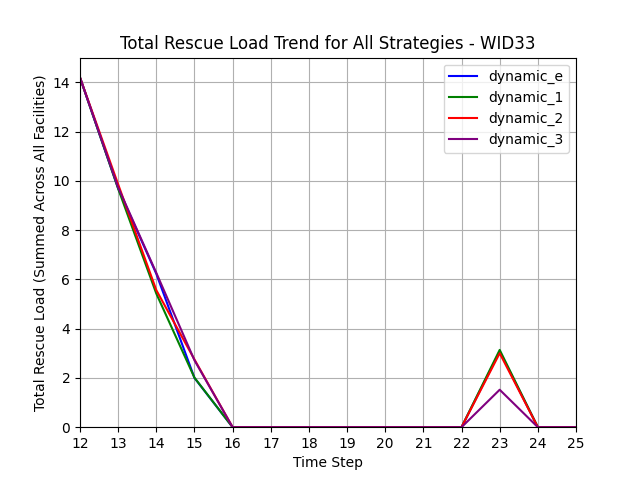 Total Rescue Load Trend for All Strategies - WID33
Total Rescue Load (Summed Across All Facilities)
14
12
10
8
6
4
2
0
dynamic_e
dynamic_1
dynamic_2
dynamic_3
12 13 14 15 16 17 18 19 20 21 22 23 24 25
Time Step